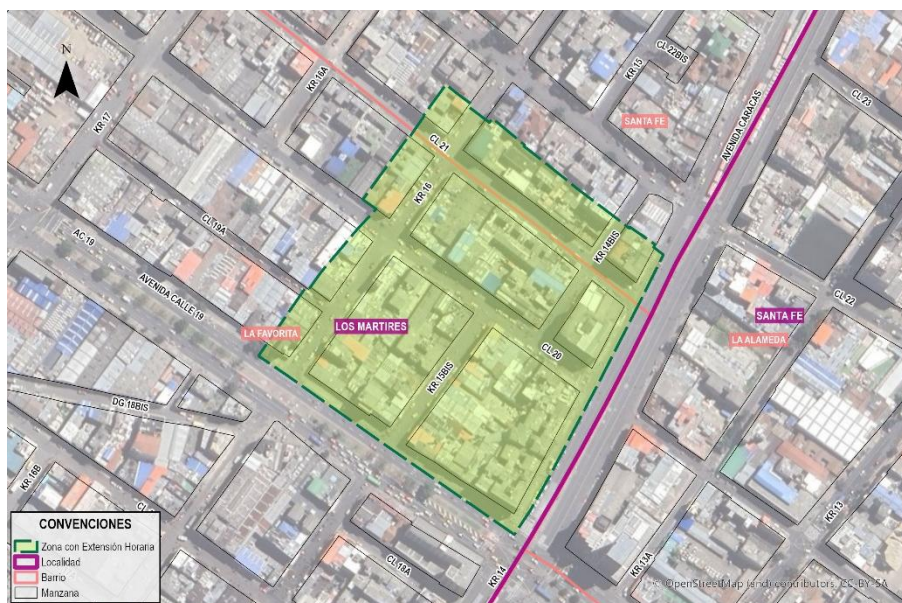 N
KR 17
KR 16A
CL 22BIS
KR 15
SANTA FE
AVENIDA CARACAS
CL 23
CL 21
KR 16
CL 19A
AC 19
AVENIDA CALLE 19
KR 14BIS
CL 22
SANTA FE
LA ALAMEDA
LA FAVORITA
LOS MARTIRES
CL 20
KR 15BIS
DG 18BIS
KR 16B
CL
CL 18A
KR 14
KR 13A
KR 13
CONVENCIONES
Zona con Extensión Horaria
Localidad
Barrio
Manzana
© OpenStreetMap (and) contributors, CC-BY-SA